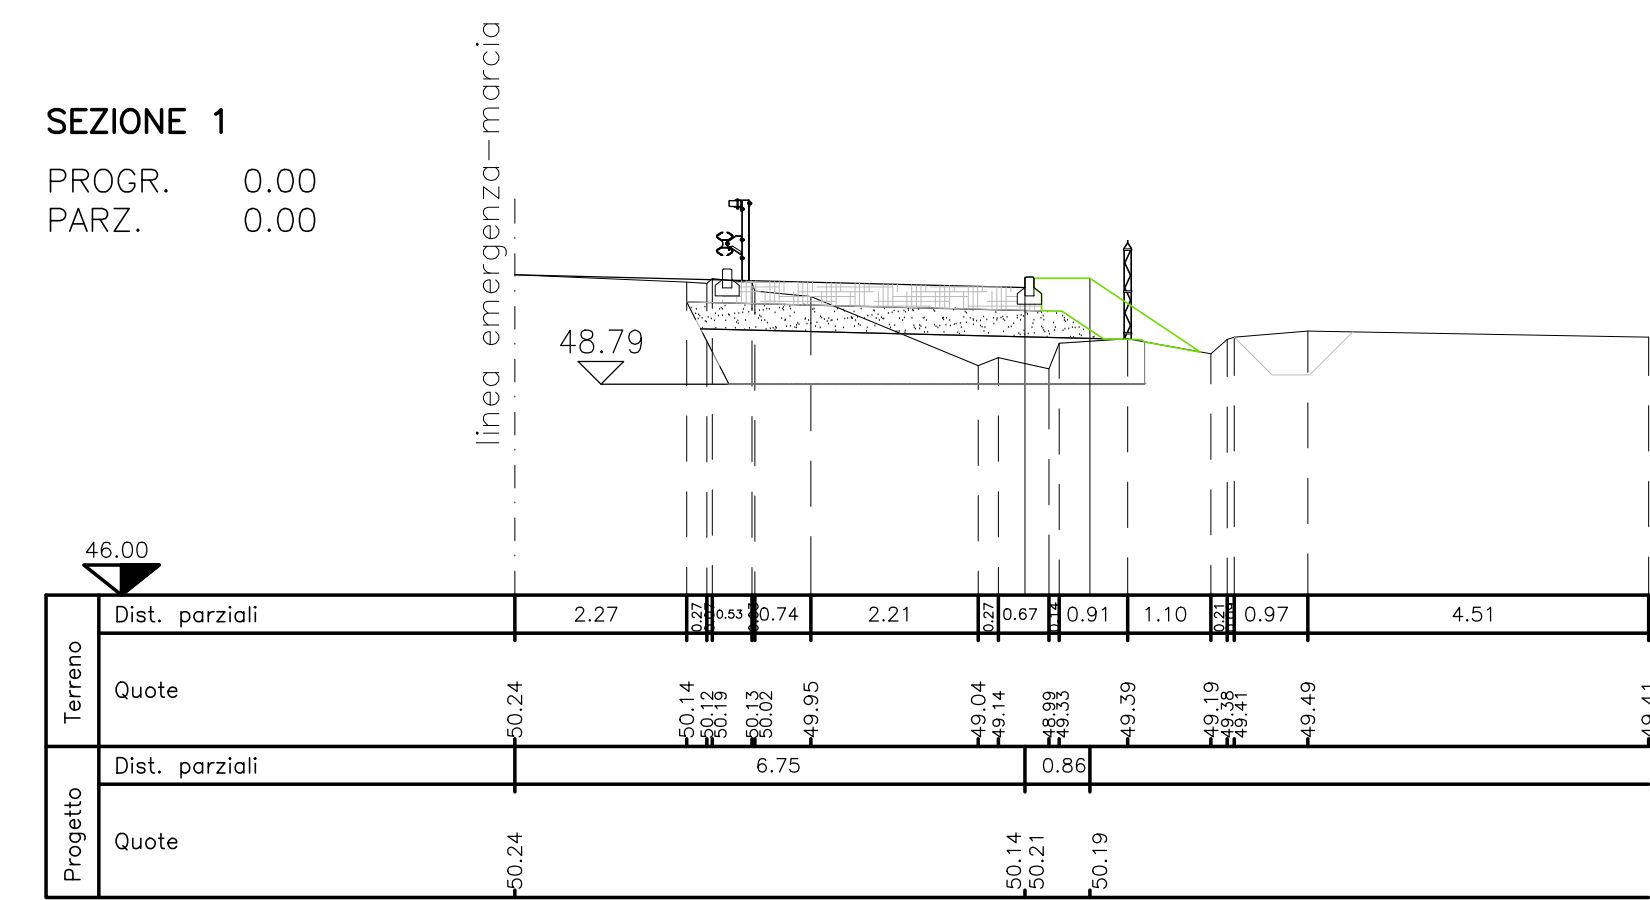 linea emergenza-marcia
SEZIONE 1
PROGR. 0.00
PARZ. 0.00
48.79
46.00
Terreno
Dist. parziali 2.27 0.27 0.53 0.74 2.21 0.27 0.67 0.14 0.91 1.10 0.21 0.97 4.51
Quote 50.24 50.14 50.12 50.19 50.13 50.02 49.95 49.04 49.14 48.99 49.33 49.39 49.19 49.38 49.41 49.49 49.41
Progetto
Dist. parziali 6.75 0.86
Quote 50.24 50.14 50.21 50.19